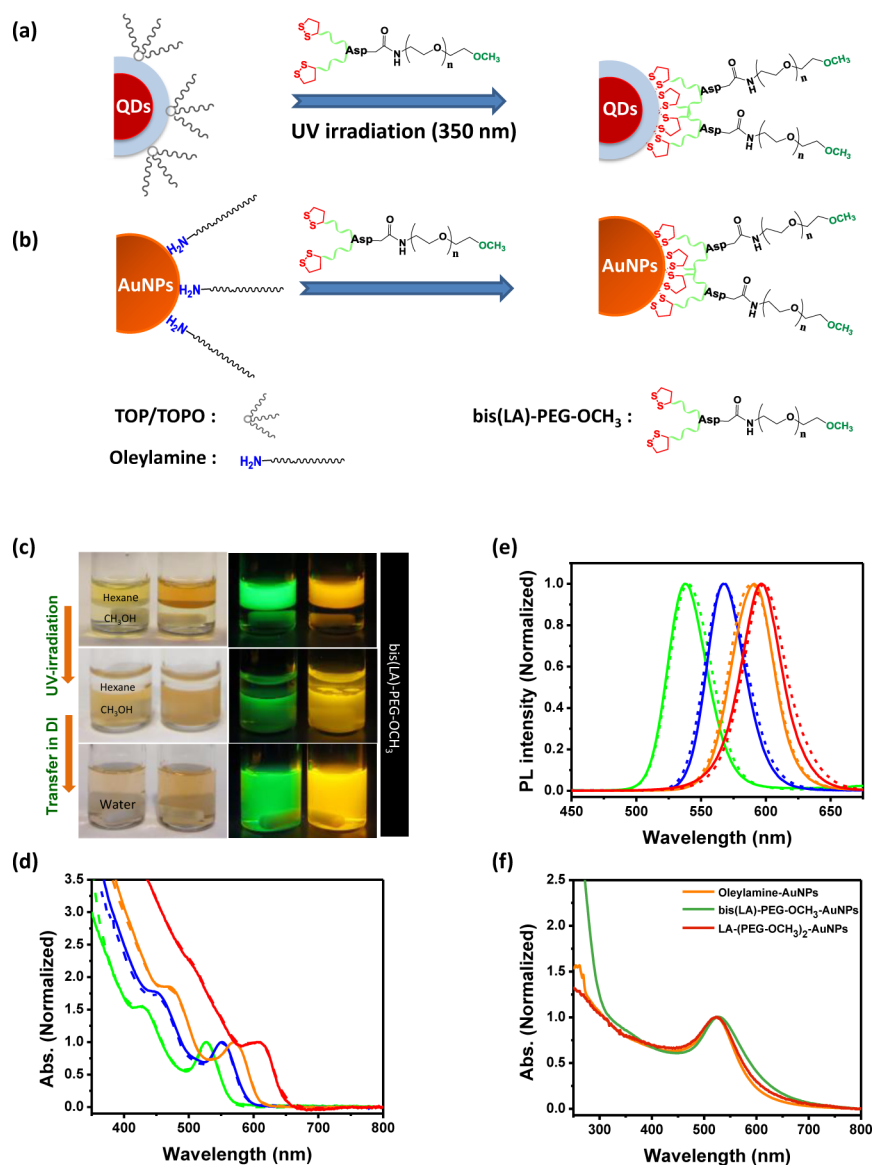 (a)
S
S
S
S
Asp
O
N
H
O
n
OCH₃
QDs
UV irradiation (350 nm)
QDs
S
S
S
S
S
S
S
S
Asp
O
N
H
O
n
OCH₃
Asp
O
N
H
O
n
OCH₃
(b)
H₂N
H₂N
H₂N
AuNPs
S
S
S
S
Asp
O
N
H
O
n
OCH₃
AuNPs
S
S
S
S
S
S
S
S
Asp
O
N
H
O
n
OCH₃
Asp
O
N
H
O
n
OCH₃
TOP/TOPO :
Oleylamine : H₂N
bis(LA)-PEG-OCH₃ :
S
S
S
S
Asp
O
N
H
O
n
OCH₃
(c)
UV-irradiation
Transfer in DI
Hexane
CH₃OH
Hexane
CH₃OH
Water
bis(LA)-PEG-OCH₃
(e)
PL intensity (Normalized)
1.0
0.8
0.6
0.4
0.2
0.0
450 500 550 600 650
Wavelength (nm)
(d)
Abs. (Normalized)
3.5
3.0
2.5
2.0
1.5
1.0
0.5
0.0
400 500 600 700 800
Wavelength (nm)
(f)
Abs. (Normalized)
2.5
2.0
1.5
1.0
0.5
0.0
300 400 500 600 700 800
Wavelength (nm)
Oleylamine-AuNPs
bis(LA)-PEG-OCH₃-AuNPs
LA-(PEG-OCH₃)₂-AuNPs